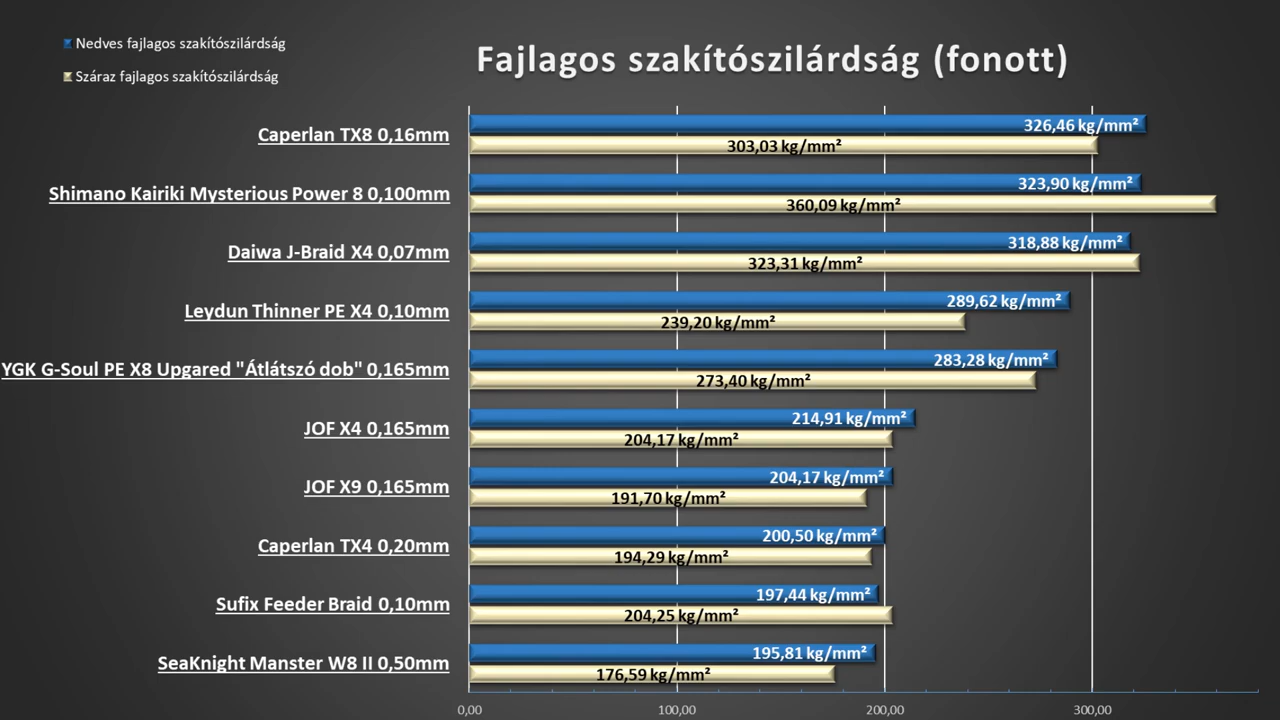 Nedves fajlagos szakítószilárdság
Száraz fajlagos szakítószilárdság
Fajlagos szakítószilárdság (fonott)
Caperlan TX8 0,16mm
326,46 kg/mm²
303,03 kg/mm²
Shimano Kairiki Mysterious Power 8 0,100mm
323,90 kg/mm²
360,09 kg/mm²
Daiwa J-Braid X4 0,07mm
318,88 kg/mm²
323,31 kg/mm²
Leydun Thinner PE X4 0,10mm
289,62 kg/mm²
239,20 kg/mm²
YGK G-Soul PE X8 Upgared "Átlátszó dob" 0,165mm
283,28 kg/mm²
273,40 kg/mm²
JOF X4 0,165mm
214,91 kg/mm²
204,17 kg/mm²
JOF X9 0,165mm
204,17 kg/mm²
191,70 kg/mm²
Caperlan TX4 0,20mm
200,50 kg/mm²
194,29 kg/mm²
Sufix Feeder Braid 0,10mm
197,44 kg/mm²
204,25 kg/mm²
SeaKnight Manster W8 II 0,50mm
195,81 kg/mm²
176,59 kg/mm²
0,00 100,00 200,00 300,00